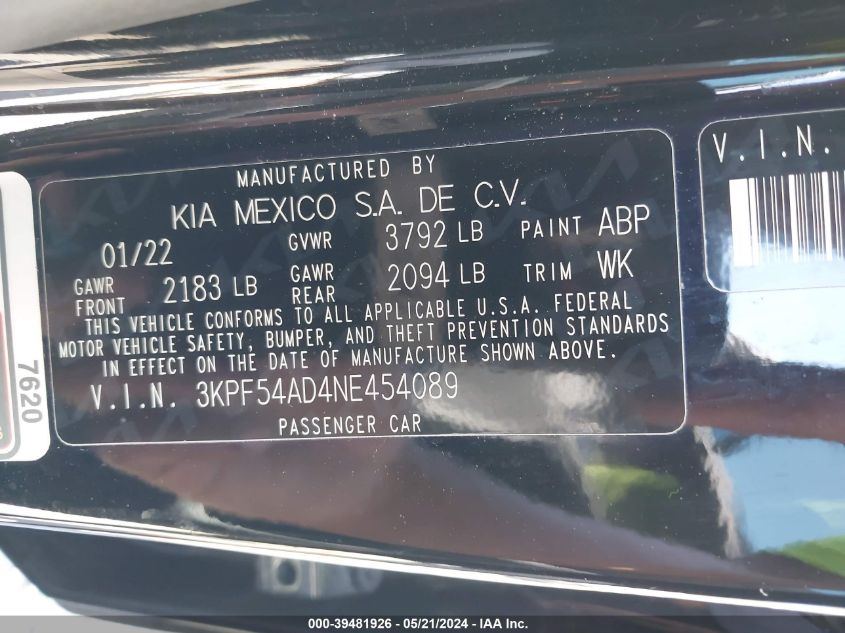 MANUFACTURED BY
KIA MEXICO S.A. DE C.V.
01/22 GVWR 3792 LB PAINT ABP
GAWR FRONT 2183 LB GAWR REAR 2094 LB TRIM WK
THIS VEHICLE CONFORMS TO ALL APPLICABLE U.S.A. FEDERAL
MOTOR VEHICLE SAFETY, BUMPER, AND THEFT PREVENTION STANDARDS
IN EFFECT ON THE DATE OF MANUFACTURE SHOWN ABOVE.
V.I.N. 3KPF54AD4NE454089
PASSENGER CAR
V.I.N.
7620
000-39481926 - 05/21/2024 - IAA Inc.